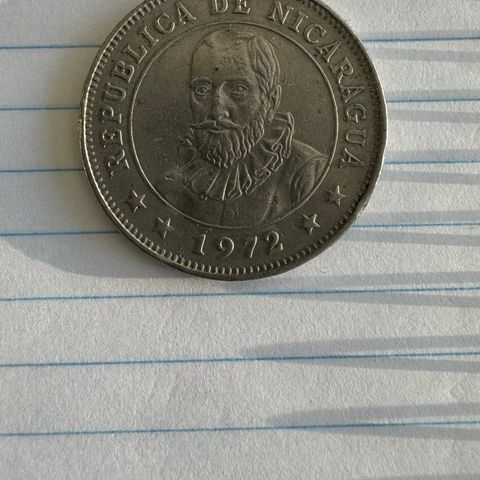 REPUBLICA DE NICARAGUA
1972